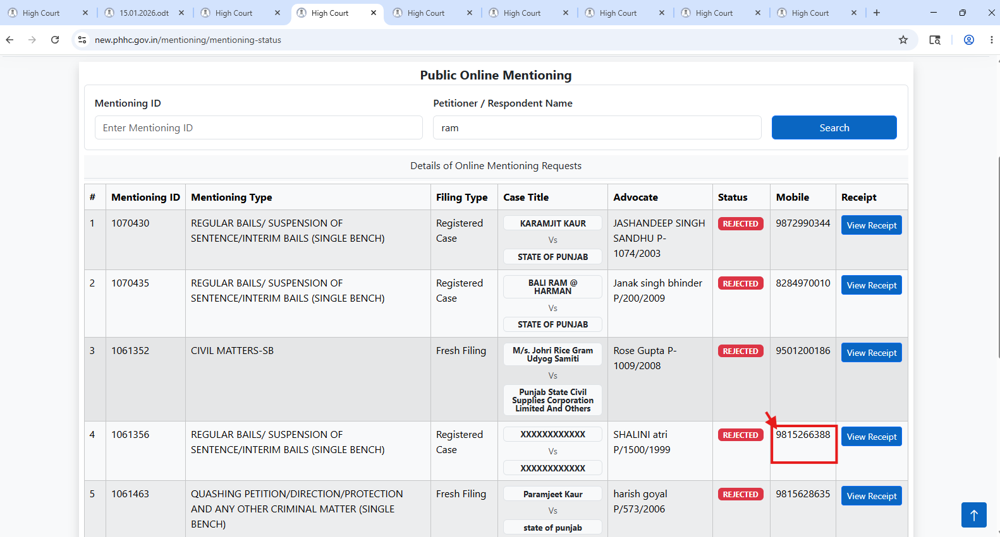 High Court
15.01.2026.odt
High Court
High Court
High Court
High Court
High Court
High Court
High Court
new.phhc.gov.in/mentioning/mentioning-status
Public Online Mentioning
Mentioning ID
Petitioner / Respondent Name
Enter Mentioning ID
ram
Search
Details of Online Mentioning Requests
# Mentioning ID Mentioning Type Filing Type Case Title Advocate Status Mobile Receipt
1 1070430 REGULAR BAILS/ SUSPENSION OF
SENTENCE/INTERIM BAILS (SINGLE BENCH)
Registered
Case
KARAMJIT KAUR
Vs
STATE OF PUNJAB
JASHANDEEP SINGH
SANDHU P-
1074/2003
REJECTED
9872990344
View Receipt
2 1070435 REGULAR BAILS/ SUSPENSION OF
SENTENCE/INTERIM BAILS (SINGLE BENCH)
Registered
Case
BALI RAM @
HARMAN
Vs
STATE OF PUNJAB
Janak singh bhinder
P/200/2009
REJECTED
8284970010
View Receipt
3 1061352 CIVIL MATTERS-SB
Fresh Filing
M/s. Johri Rice Gram
Udyog Samiti
Vs
Punjab State Civil
Supplies Corporation
Limited And Others
Rose Gupta P-
1009/2008
REJECTED
9501200186
View Receipt
4 1061356 REGULAR BAILS/ SUSPENSION OF
SENTENCE/INTERIM BAILS (SINGLE BENCH)
Registered
Case
XXXXXXXXXXXX
Vs
XXXXXXXXXXXX
SHALINI atri
P/1500/1999
REJECTED
9815266388
View Receipt
5 1061463 QUASHING PETITION/DIRECTION/PROTECTION
AND ANY OTHER CRIMINAL MATTER (SINGLE
BENCH)
Fresh Filing
Paramjeet Kaur
Vs
state of punjab
harish goyal
P/573/2006
REJECTED
9815628635
View Receipt